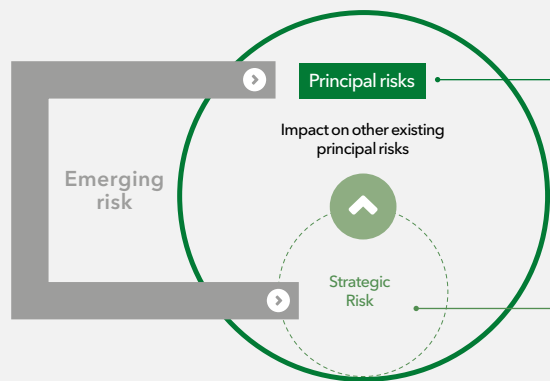 Principal risks
Impact on other existing
principal risks
Emerging
risk
Strategic
Risk